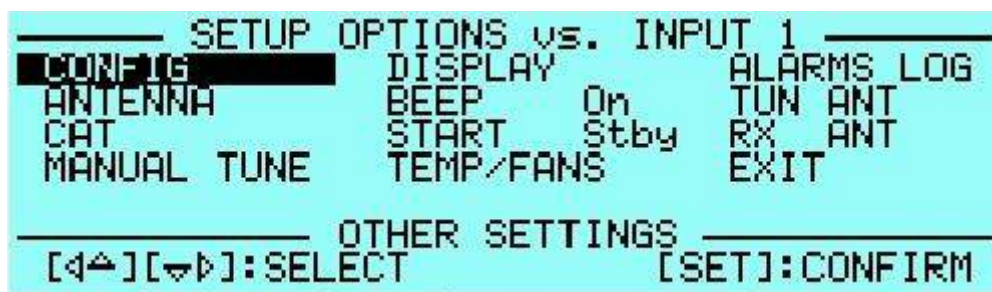 SETUP OPTIONS vs. INPUT 1
CONFIG DISPLAY ALARMS LOG
ANTENNA BEEP On TUN ANT
CAT START Stby RX ANT
MANUAL TUNE TEMP/FANS EXIT
OTHER SETTINGS
[◁△][▽▷]:SELECT [SET]:CONFIRM